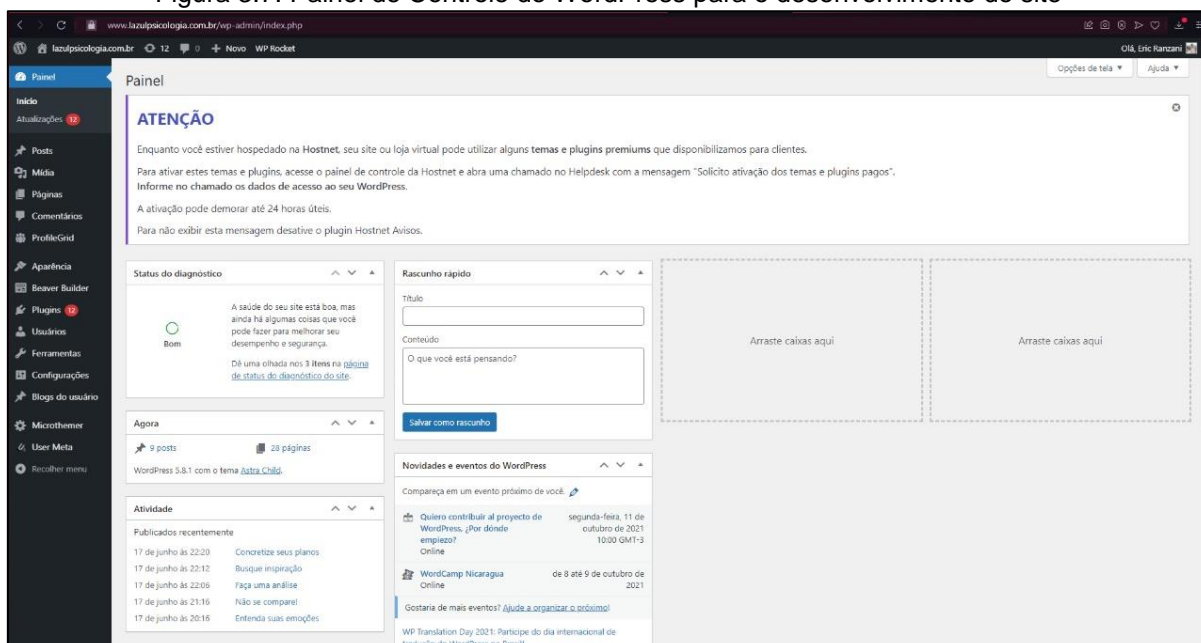 Figura 5.7: Painel de Controle do WordPress para o desenvolvimento do site
www.lazulpsicologia.com.br/wp-admin/index.php
lazulpsicologia.com.br 12 0 + Novo WP Rocket
Olá, Eric Ranzani
Painel
Início
Atualizações 12
Posts
Mídia
Páginas
Comentários
ProfileGrid
Aparência
Beaver Builder
Plugins 12
Usuários
Ferramentas
Configurações
Blogs do usuário
Microthemer
User Meta
Recolher menu
Painel
Opções de tela
Ajuda
ATENÇÃO
Enquanto você estiver hospedado na Hostnet, seu site ou loja virtual pode utilizar alguns temas e plugins premiums que disponibilizamos para clientes.
Para ativar estes temas e plugins, acesse o painel de controle da Hostnet e abra uma chamado no Helpdesk com a mensagem "Solicito ativação dos temas e plugins pagos".
Informe no chamado os dados de acesso ao seu WordPress.
A ativação pode demorar até 24 horas úteis.
Para não exibir esta mensagem desative o plugin Hostnet Avisos.
Status do diagnóstico
Bom
A saúde do seu site está boa, mas
ainda há algumas coisas que você
pode fazer para melhorar seu
desempenho e segurança.
Dê uma olhada nos 3 itens na página
de status do diagnóstico do site.
Agora
9 posts
28 páginas
WordPress 5.8.1 com o tema Astra Child.
Atividade
Publicados recentemente
17 de junho às 22:20 Concretize seus planos
17 de junho às 22:12 Busque inspiração
17 de junho às 22:06 Faça uma análise
17 de junho às 21:16 Não se compare!
17 de junho às 20:16 Entenda suas emoções
Rascunho rápido
Título
Conteúdo
O que você está pensando?
Salvar como rascunho
Novidades e eventos do WordPress
Compareça em um evento próximo de você.
Quiero contribuir al proyecto de
WordPress, ¿Por dónde
empiezo?
Online
segunda-feira, 11 de
outubro de 2021
10:00 GMT-3
WordCamp Nicaragua
Online
de 8 até 9 de outubro de
2021
Gostaria de mais eventos? Ajude a organizar o próximo!
WP Translation Day 2021: Participe do dia internacional de
Arraste caixas aqui
Arraste caixas aqui